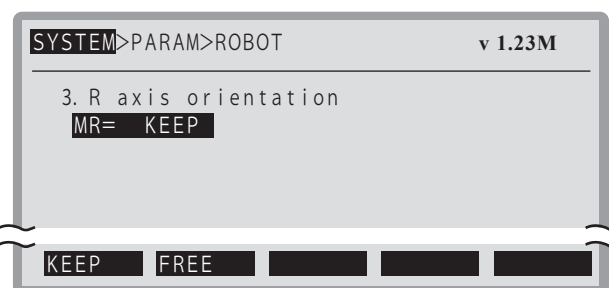 SYSTEM>PARAM>ROBOT v 1.23M
3. R axis orientation
MR= KEEP
KEEP FREE